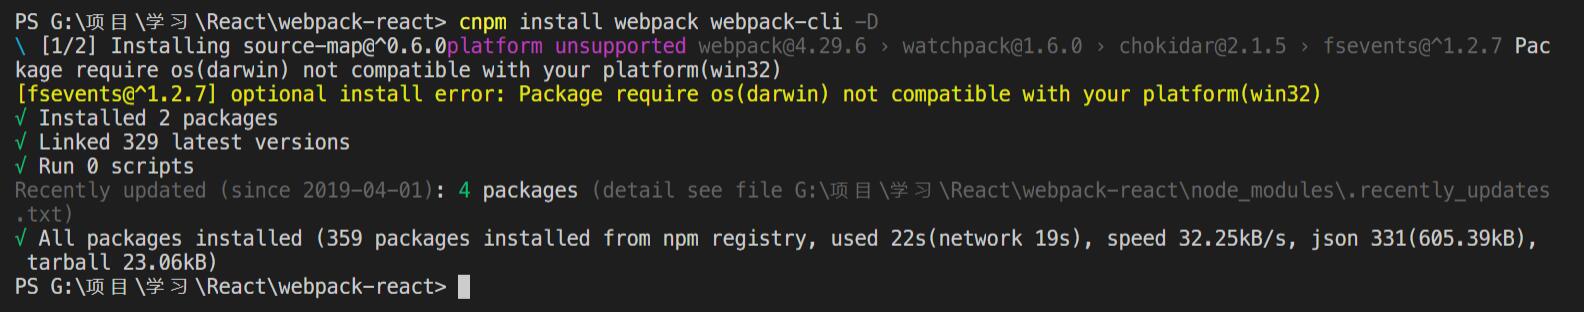 PS G:\项目\学习\React\webpack-react> cnpm install webpack webpack-cli -D
\ [1/2] Installing source-map@^0.6.0platform unsupported webpack@4.29.6 › watchpack@1.6.0 › chokidar@2.1.5 › fsevents@^1.2.7 Pac
kage require os(darwin) not compatible with your platform(win32)
[fsevents@^1.2.7] optional install error: Package require os(darwin) not compatible with your platform(win32)
√ Installed 2 packages
√ Linked 329 latest versions
√ Run 0 scripts
Recently updated (since 2019-04-01): 4 packages (detail see file G:\项目\学习\React\webpack-react\node_modules\.recently_updates
.txt)
√ All packages installed (359 packages installed from npm registry, used 22s(network 19s), speed 32.25kB/s, json 331(605.39kB),
tarball 23.06kB)
PS G:\项目\学习\React\webpack-react>